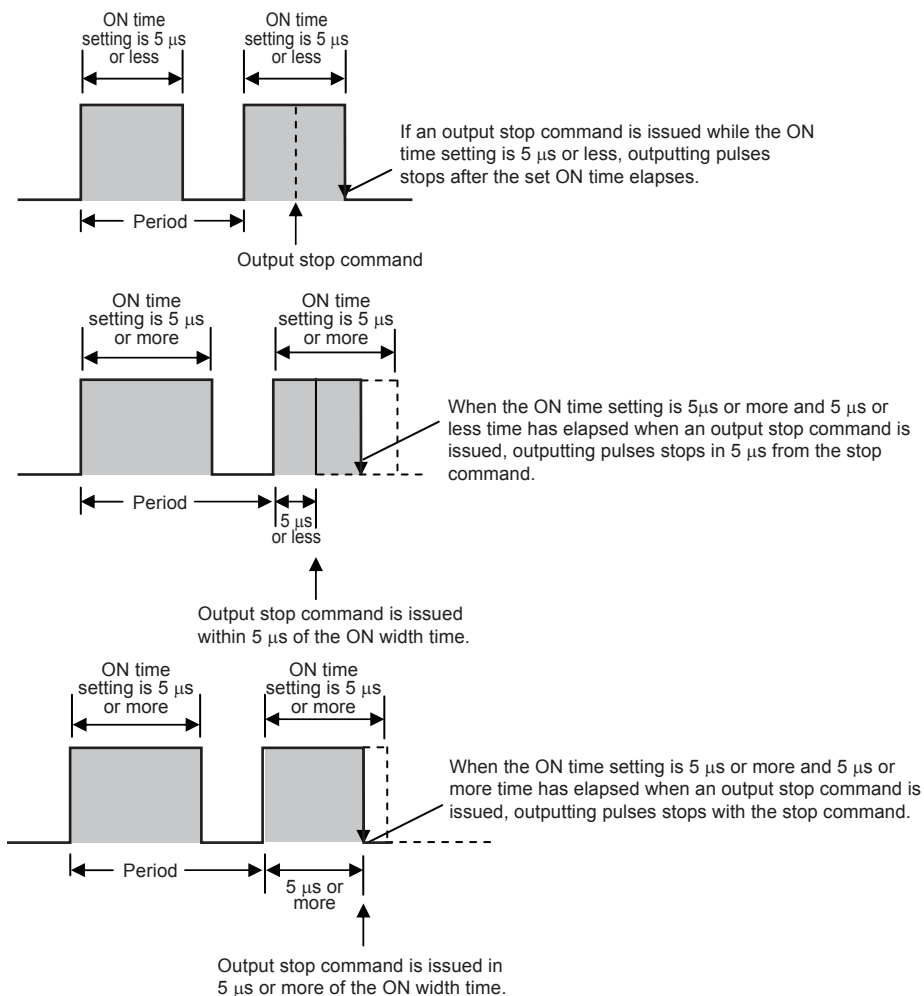 ON time
setting is 5 μs
or less
ON time
setting is 5 μs
or less
If an output stop command is issued while the ON
time setting is 5 μs or less, outputting pulses
stops after the set ON time elapses.
Period
Output stop command
ON time
setting is 5 μs
or more
ON time
setting is 5 μs
or more
When the ON time setting is 5μs or more and 5 μs or
less time has elapsed when an output stop command is
issued, outputting pulses stops in 5 μs from the stop
command.
Period
5 μs
or less
Output stop command is issued
within 5 μs of the ON width time.
ON time
setting is 5 μs
or more
ON time
setting is 5 μs
or more
When the ON time setting is 5 μs or more and 5 μs or
more time has elapsed when an output stop command is
issued, outputting pulses stops with the stop command.
Period
5 μs or
more
Output stop command is issued in
5 μs or more of the ON width time.